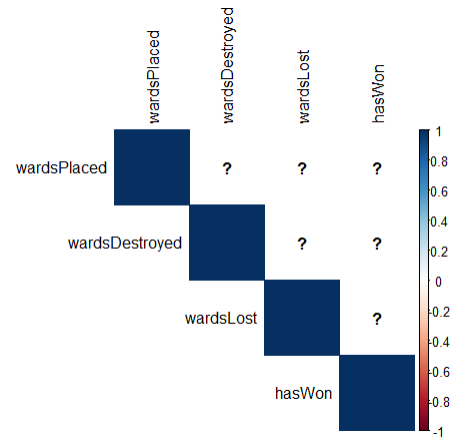 wardsPlaced
wardsDestroyed
wardsLost
hasWon
wardsPlaced ? ? ?
wardsDestroyed ? ?
wardsLost ?
hasWon
1
0.8
0.6
0.4
0.2
0
-0.2
-0.4
-0.6
-0.8
-1